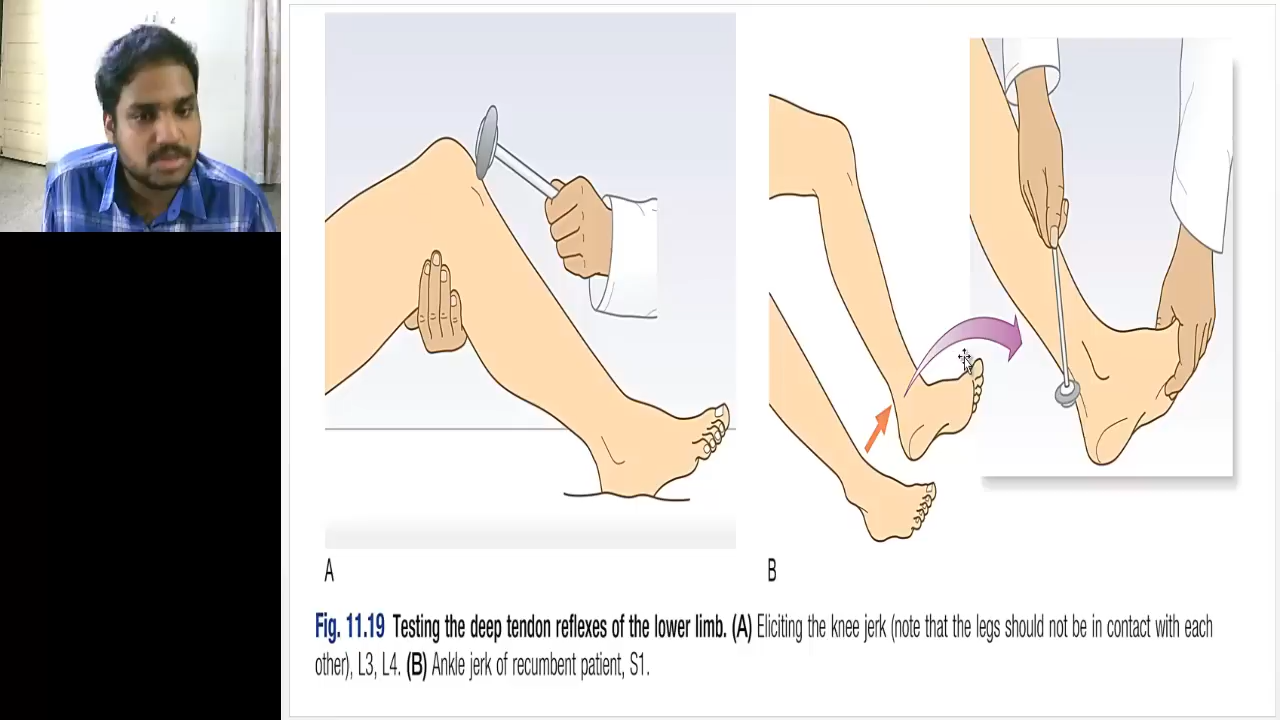 A
B
Fig. 11.19 Testing the deep tendon reflexes of the lower limb. (A) Eliciting the knee jerk (note that the legs should not be in contact with each
other), L3, L4. (B) Ankle jerk of recumbent patient, S1.